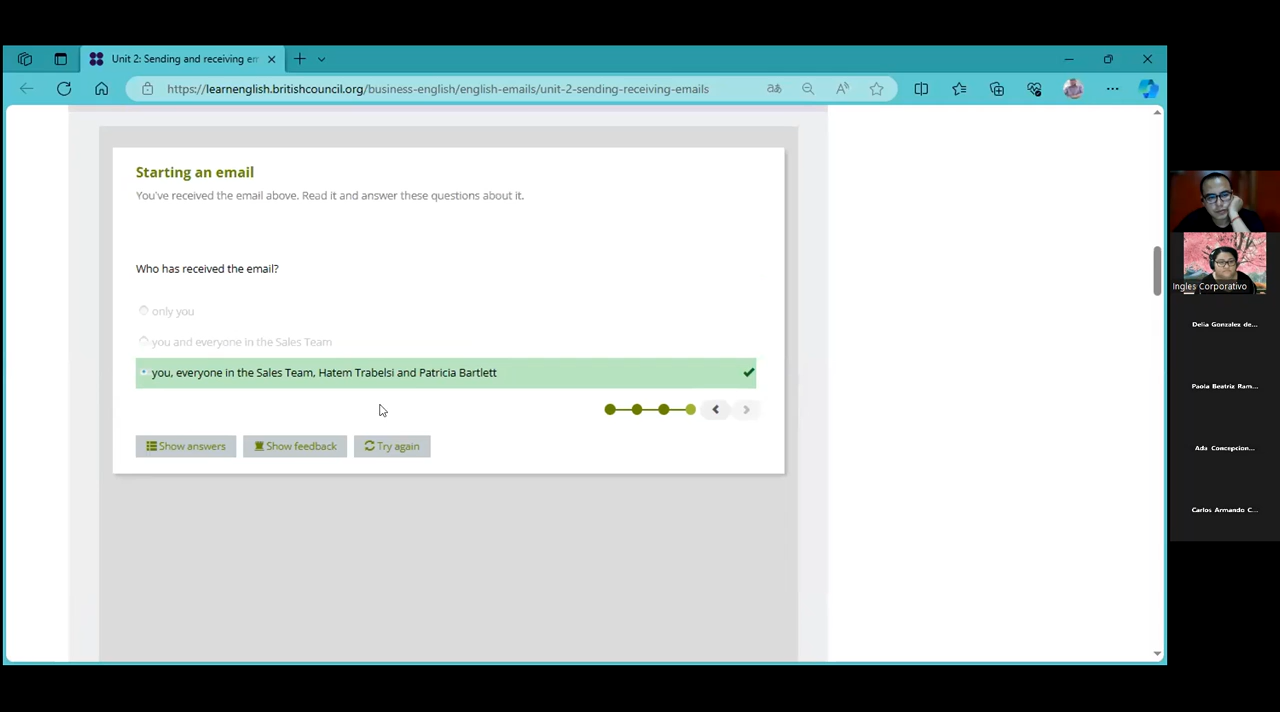 Unit 2: Sending and receiving em
https://learnenglish.britishcouncil.org/business-english/english-emails/unit-2-sending-receiving-emails
Starting an email
You've received the email above. Read it and answer these questions about it.
Who has received the email?
only you
you and everyone in the Sales Team
you, everyone in the Sales Team, Hatem Trabelsi and Patricia Bartlett
Show answers
Show feedback
Try again
Ingles Corporativo
Delia Gonzalez de...
Paola Beatriz Ram...
Ada Concepcion...
Carlos Armando C...